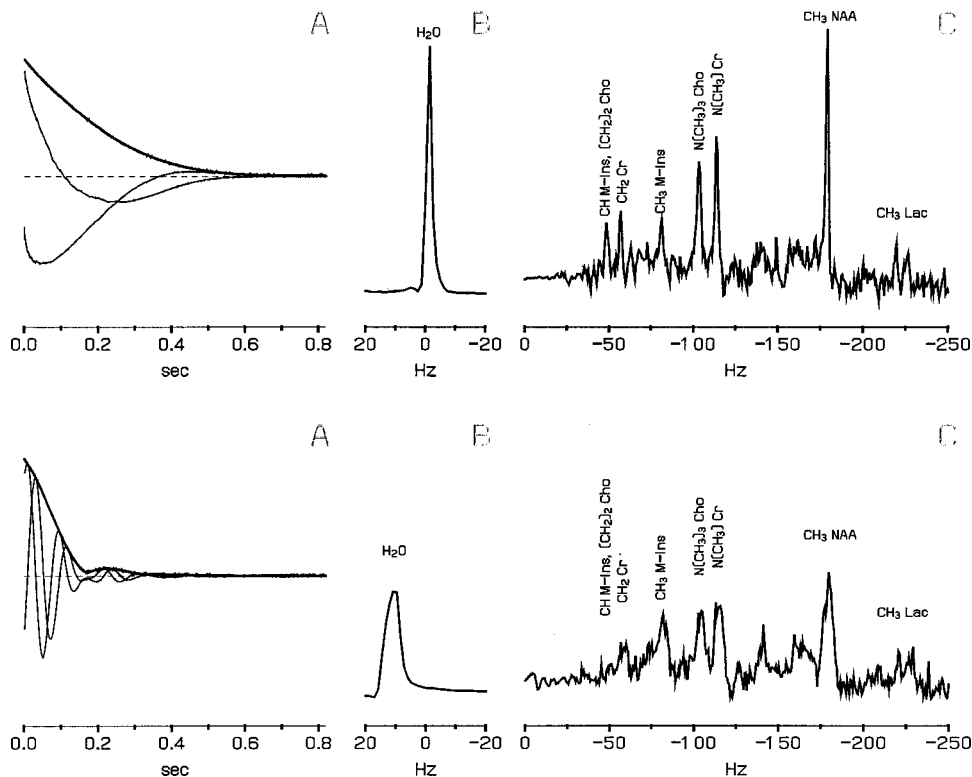 A
B
C
H₂O
CH M-Ins, [CH₂]₂ Cho
CH₂ Cr
CH₃ M-Ins
N[CH₃]₃ Cho
N[CH₃] Cr
CH₃ NAA
CH₃ Lac
0.0 0.2 0.4 0.6 0.8
sec
20 0 -20
Hz
0 -50 -100 -150 -200 -250
Hz
A
B
C
H₂O
CH M-Ins, [CH₂]₂ Cho
CH₂ Cr
CH₃ M-Ins
N[CH₃]₃ Cho
N[CH₃] Cr
CH₃ NAA
CH₃ Lac
0.0 0.2 0.4 0.6 0.8
sec
20 0 -20
Hz
0 -50 -100 -150 -200 -250
Hz